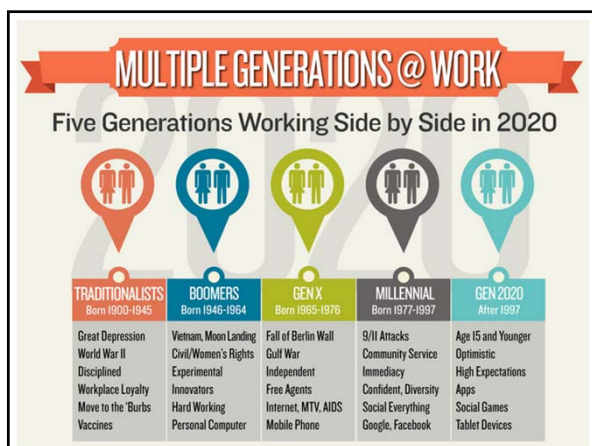 MULTIPLE GENERATIONS @ WORK
2020
Five Generations Working Side by Side in 2020
TRADITIONALISTS
Born 1900-1945
Great Depression
World War II
Disciplined
Workplace Loyalty
Move to the 'Burbs
Vaccines
BOOMERS
Born 1946-1964
Vietnam, Moon Landing
Civil/Women's Rights
Experimental
Innovators
Hard Working
Personal Computer
GEN X
Born 1965-1976
Fall of Berlin Wall
Gulf War
Independent
Free Agents
Internet, MTV, AIDS
Mobile Phone
MILLENNIAL
Born 1977-1997
9/11 Attacks
Community Service
Immediacy
Confident, Diversity
Social Everything
Google, Facebook
GEN 2020
After 1997
Age 15 and Younger
Optimistic
High Expectations
Apps
Social Games
Tablet Devices